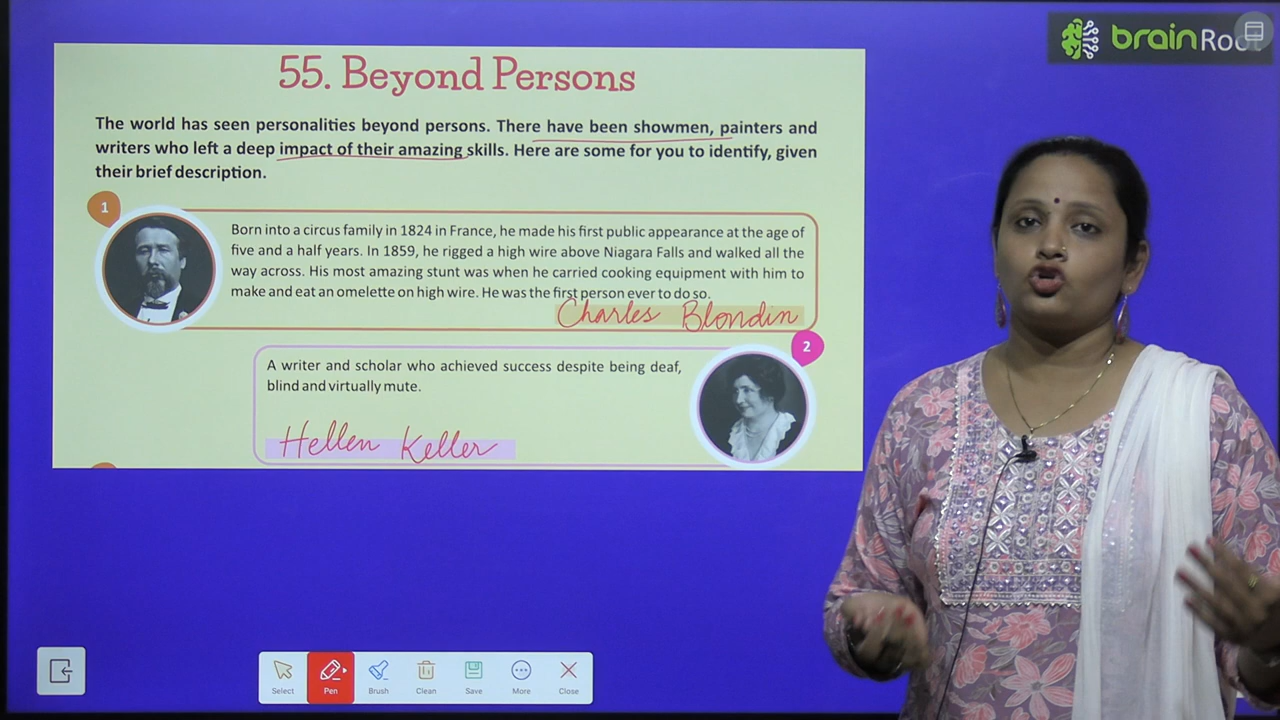 brainRoot
55. Beyond Persons
The world has seen personalities beyond persons. There have been showmen, painters and
writers who left a deep impact of their amazing skills. Here are some for you to identify, given
their brief description.
1
Born into a circus family in 1824 in France, he made his first public appearance at the age of
five and a half years. In 1859, he rigged a high wire above Niagara Falls and walked all the
way across. His most amazing stunt was when he carried cooking equipment with him to
make and eat an omelette on high wire. He was the first person ever to do so.
Charles Blondin
2
A writer and scholar who achieved success despite being deaf,
blind and virtually mute.
Hellen Keller
Select Pen Brush Clean Save More Close